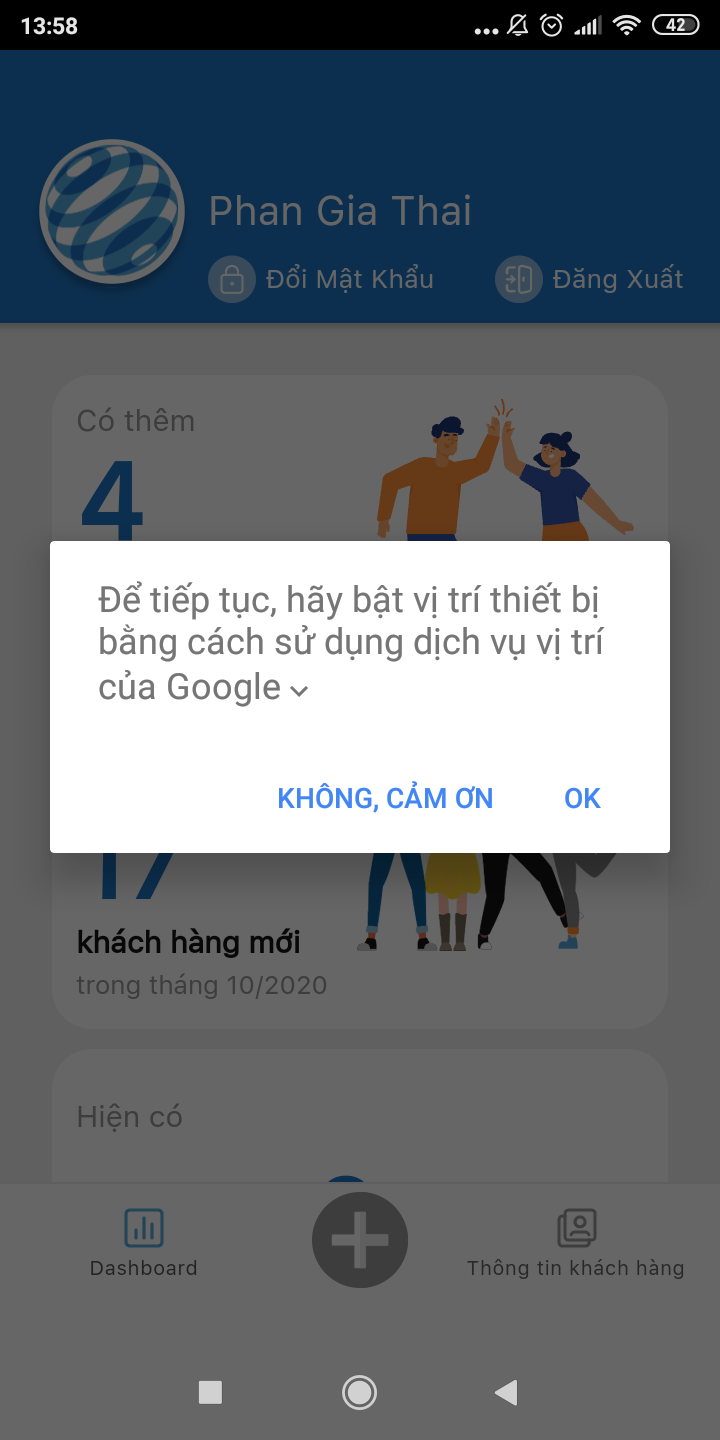 13:58
42
Phan Gia Thai
Đổi Mật Khẩu
Đăng Xuất
Có thêm
4
Để tiếp tục, hãy bật vị trí thiết bị
bằng cách sử dụng dịch vụ vị trí
của Google
KHÔNG, CẢM ƠN
OK
17
khách hàng mới
trong tháng 10/2020
Hiện có
Dashboard
Thông tin khách hàng